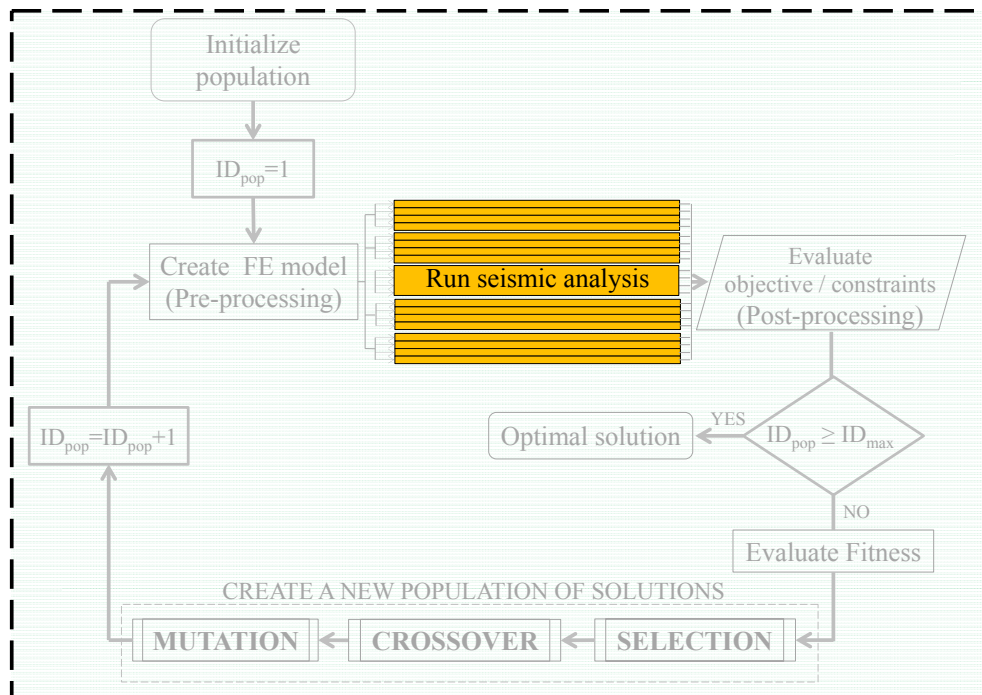 Initialize
population
IDpop=1
Create FE model
(Pre-processing)
Run seismic analysis
Evaluate
objective / constraints
(Post-processing)
IDpop=IDpop+1
Optimal solution
YES
IDpop ≥ IDmax
NO
Evaluate Fitness
CREATE A NEW POPULATION OF SOLUTIONS
MUTATION
CROSSOVER
SELECTION